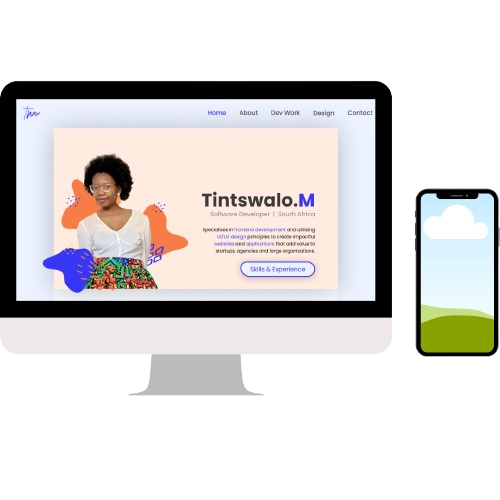 Home About Dev Work Design Contact
Tintswalo.M
Software Developer | South Africa
Specialises in frontend development and utilising
UI/UX design principles to create impactful
websites and applications that add value to
startups, agencies and large organisations.
Skills & Experience